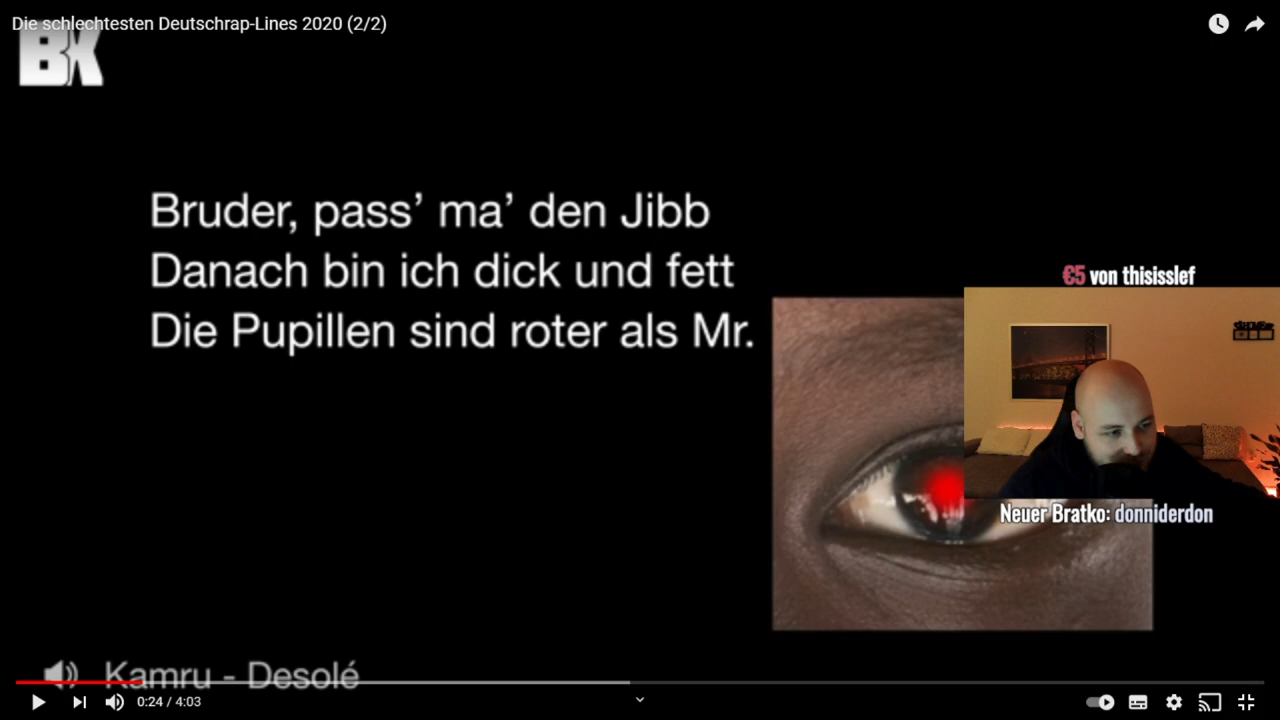 Die schlechtesten Deutschrap-Lines 2020 (2/2)
BK
Bruder, pass’ ma’ den Jibb
Danach bin ich dick und fett
Die Pupillen sind roter als Mr.
€5 von thisisslef
Neuer Bratko: donniderdon
Kamru - Desolé
0:24 / 4:03